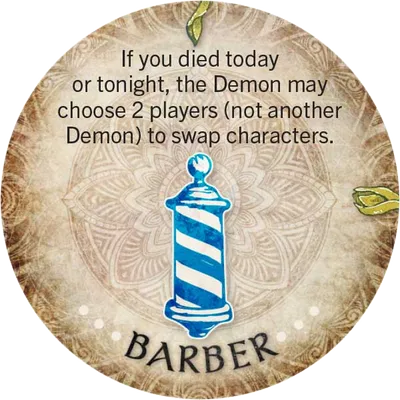 If you died today
or tonight, the Demon may
choose 2 players (not another
Demon) to swap characters.
BARBER